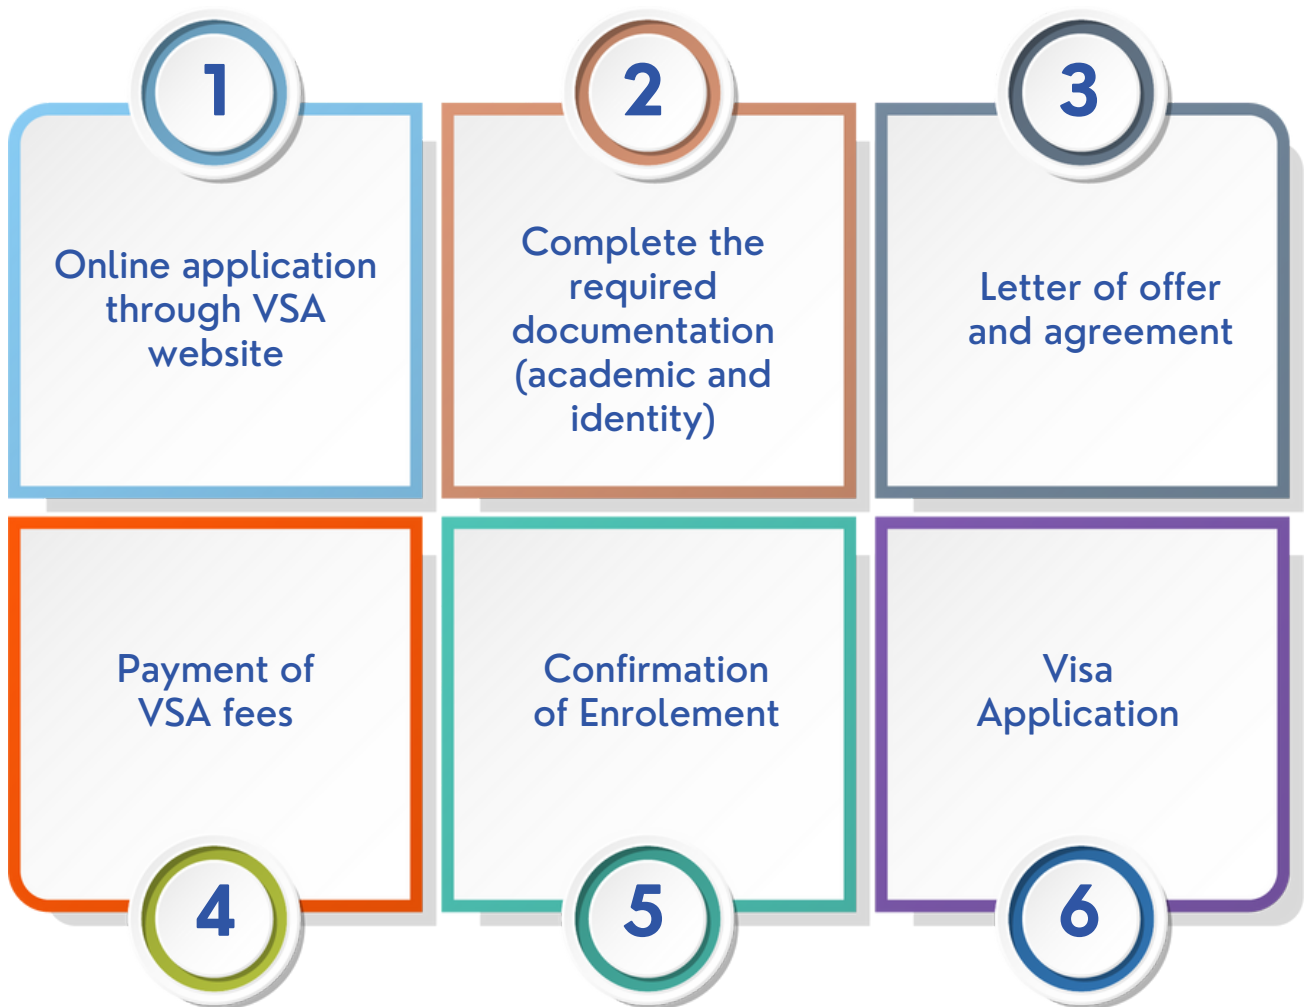 1
Online application
through VSA
website
2
Complete the
required
documentation
(academic and
identity)
3
Letter of offer
and agreement
Payment of
VSA fees
4
Confirmation
of Enrolement
5
Visa
Application
6